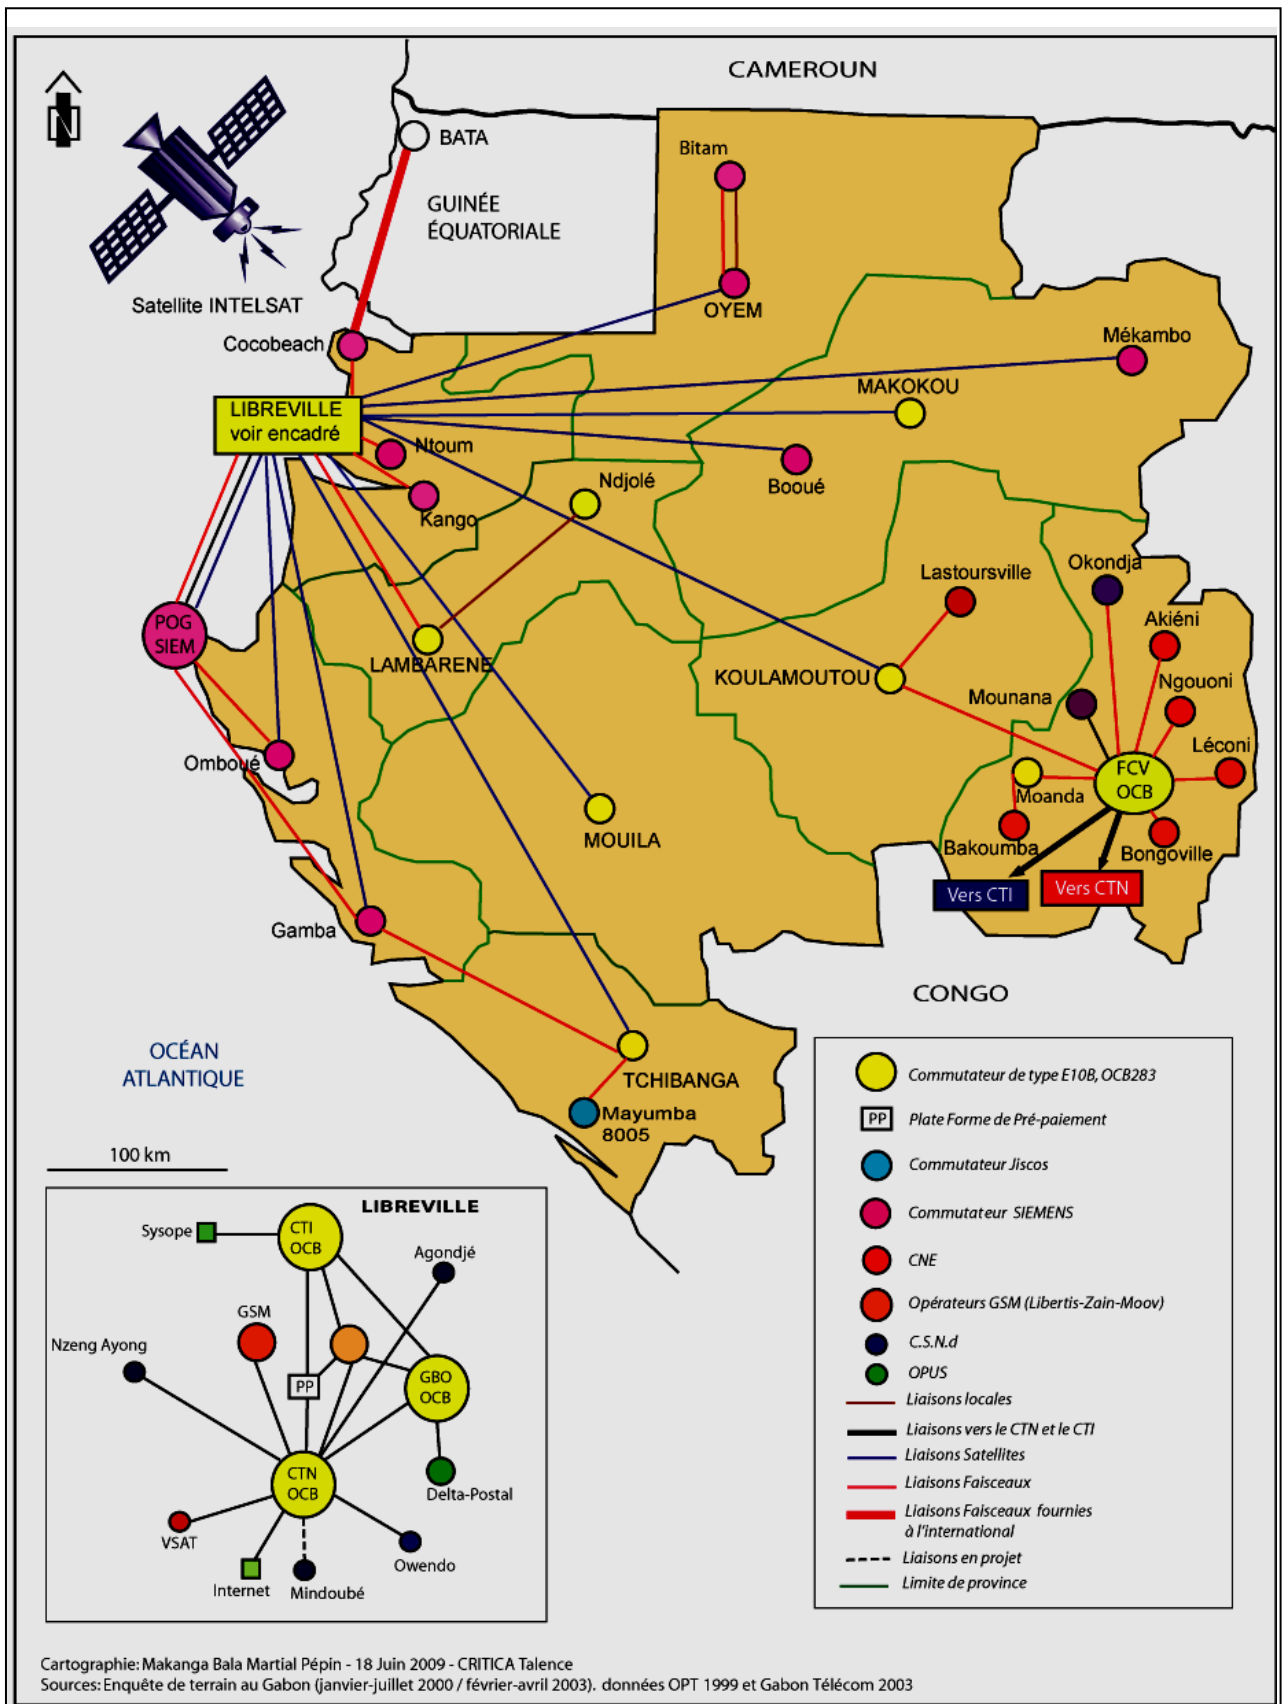 CAMEROUN
N
BATA
Bitam
GUINÉE
ÉQUATORIALE
Satellite INTELSAT
OYEM
Cocobeach
Mékambo
MAKOKOU
LIBREVILLE
voir encadré
Ntoum
Booué
Ndjolé
Kango
Okondja
Lastoursville
Akiéni
POG
SIEM
LAMBARENE
KOULAMOUTOU
Mounana
Ngouoni
Léconi
Omboué
FCV
OCB
Moanda
MOUILA
Bakoumba
Bongoville
Vers CTI
Vers CTN
Gamba
CONGO
OCÉAN
ATLANTIQUE
TCHIBANGA
Mayumba
8005
100 km
Commutateur de type E10B, OCB283
PP
Plate Forme de Pré-paiement
Commutateur Jiscos
Commutateur SIEMENS
CNE
Opérateurs GSM (Libertis-Zain-Moov)
C.S.N.d
OPUS
Liaisons locales
Liaisons vers le CTN et le CTI
Liaisons Satellites
Liaisons Faisceaux
Liaisons Faisceaux fournies
à l'international
Liaisons en projet
Limite de province
LIBREVILLE
Sysope
CTI
OCB
Agondjé
GSM
Nzeng Ayong
PP
GBO
OCB
CTN
OCB
Delta-Postal
VSAT
Owendo
Internet
Mindoubé
Cartographie: Makanga Bala Martial Pépin - 18 Juin 2009 - CRITICA Talence
Sources: Enquête de terrain au Gabon (janvier-juillet 2000 / février-avril 2003). données OPT 1999 et Gabon Télécom 2003